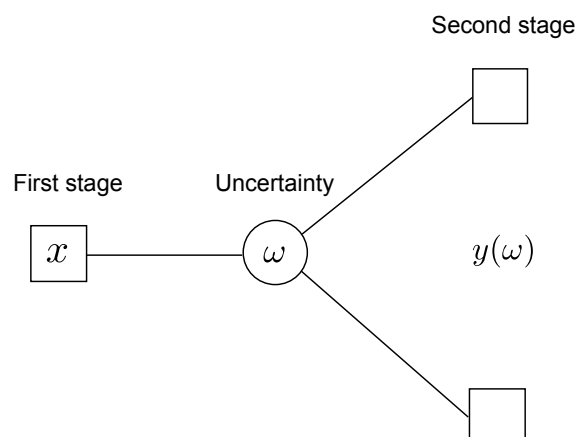 Second stage
First stage
Uncertainty
x
ω
y(ω)